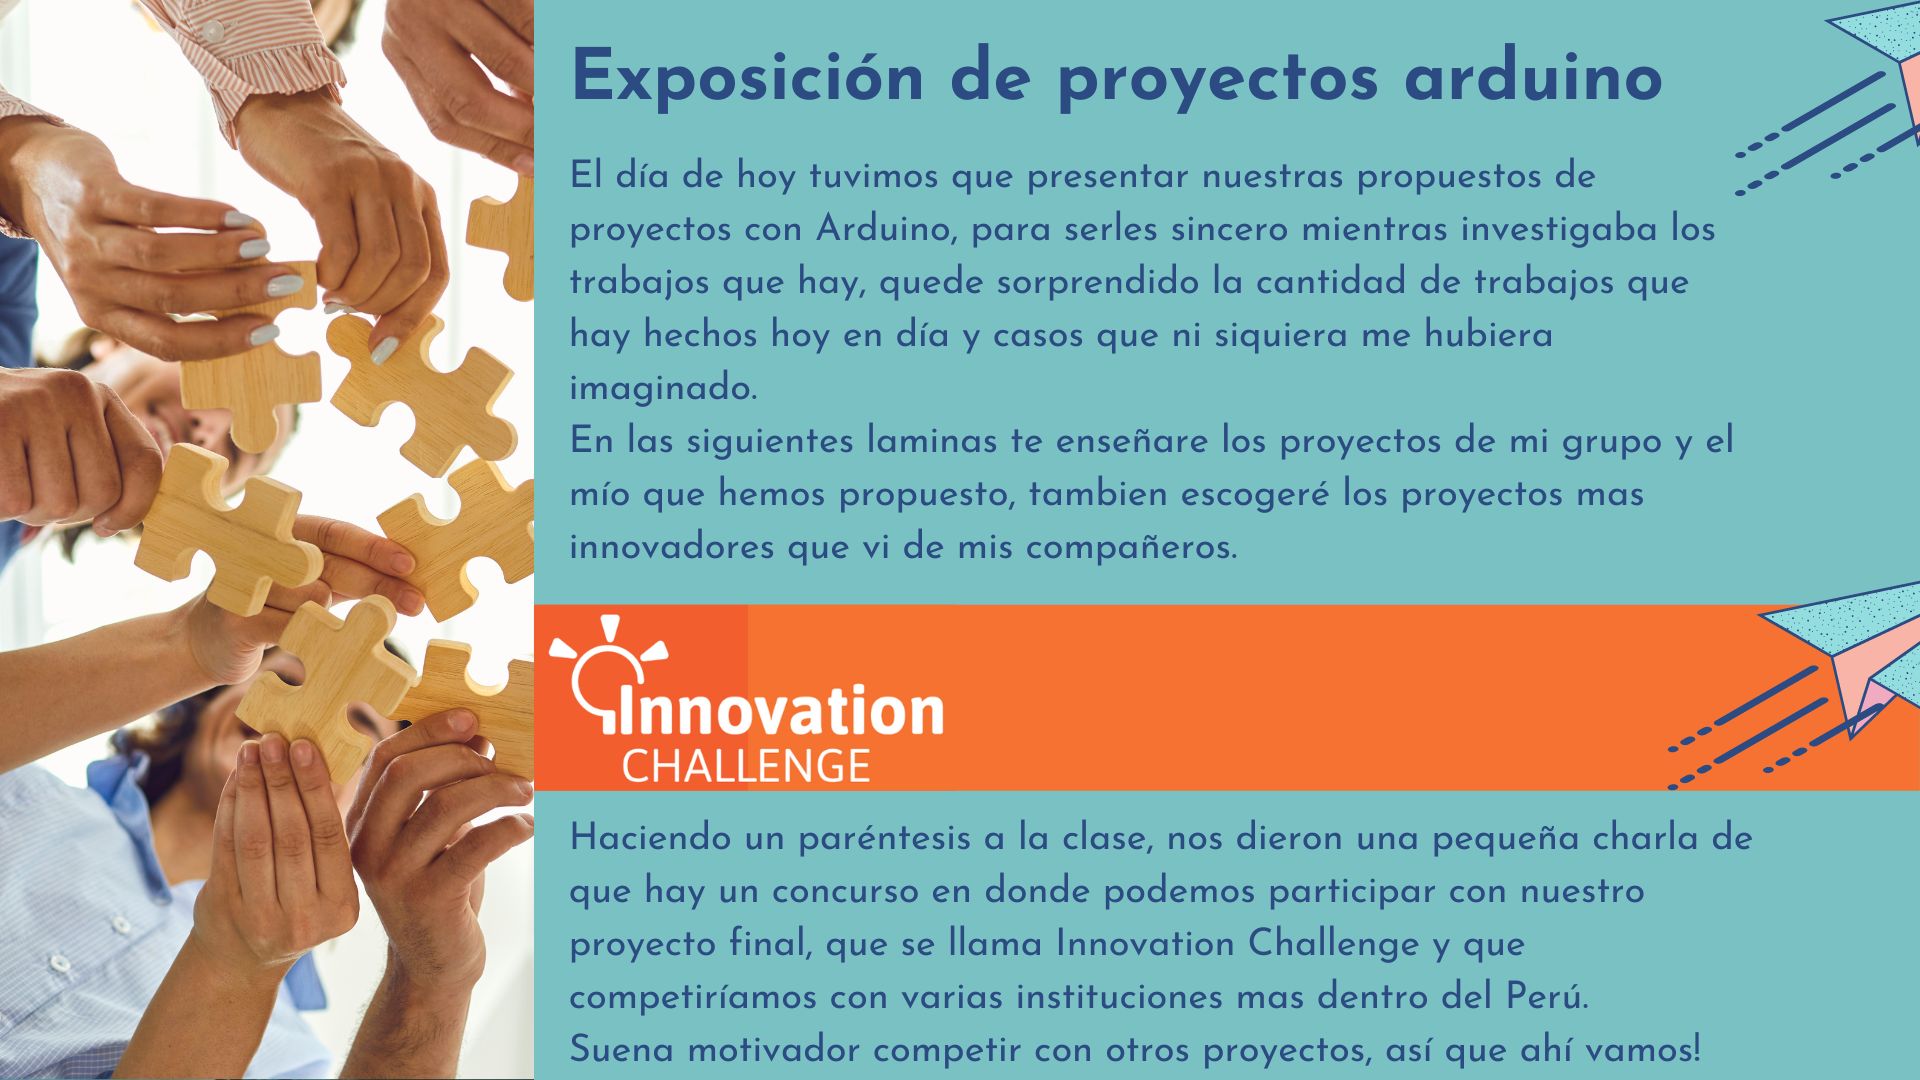 Exposición de proyectos arduino
El día de hoy tuvimos que presentar nuestras propuestos de
proyectos con Arduino, para serles sincero mientras investigaba los
trabajos que hay, quede sorprendido la cantidad de trabajos que
hay hechos hoy en día y casos que ni siquiera me hubiera
imaginado.
En las siguientes laminas te enseñare los proyectos de mi grupo y el
mío que hemos propuesto, tambien escogeré los proyectos mas
innovadores que vi de mis compañeros.
Innovation
CHALLENGE
Haciendo un paréntesis a la clase, nos dieron una pequeña charla de
que hay un concurso en donde podemos participar con nuestro
proyecto final, que se llama Innovation Challenge y que
competiríamos con varias instituciones mas dentro del Perú.
Suena motivador competir con otros proyectos, así que ahí vamos!